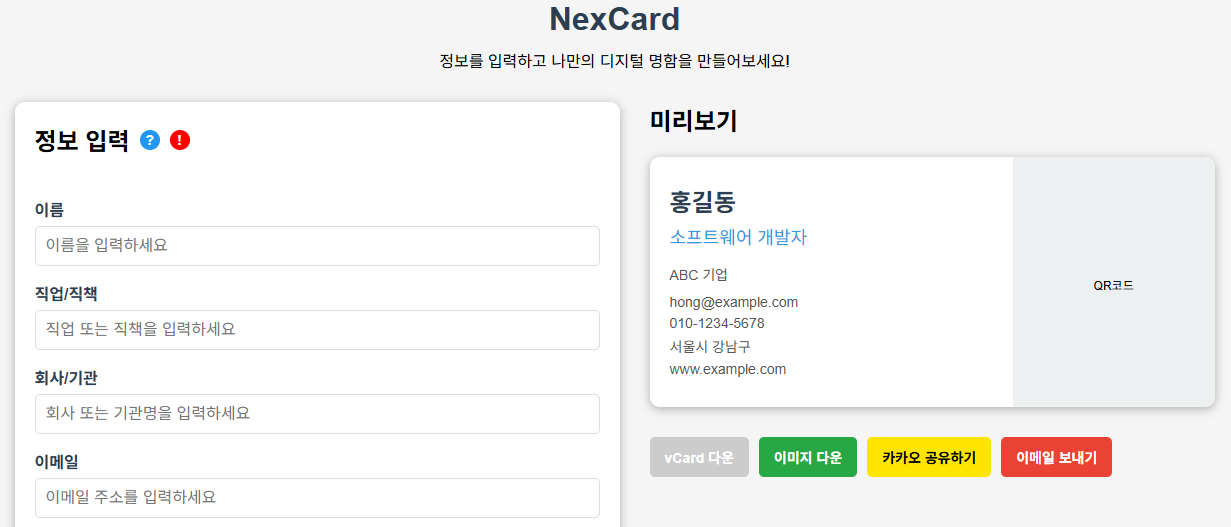 NexCard
정보를 입력하고 나만의 디지털 명함을 만들어보세요!
정보 입력 ? !
이름
이름을 입력하세요
직업/직책
직업 또는 직책을 입력하세요
회사/기관
회사 또는 기관명을 입력하세요
이메일
이메일 주소를 입력하세요
미리보기
홍길동
소프트웨어 개발자
ABC 기업
hong@example.com
010-1234-5678
서울시 강남구
www.example.com
QR코드
vCard 다운
이미지 다운
카카오 공유하기
이메일 보내기